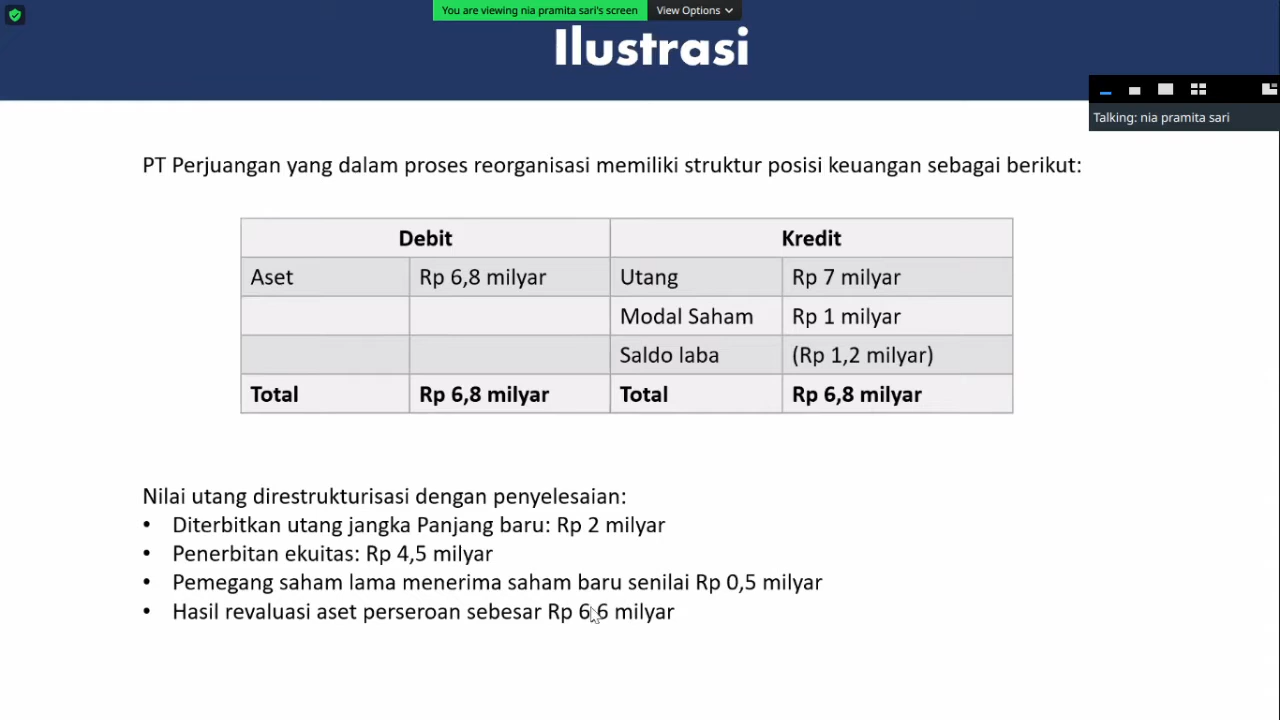 You are viewing nia pramita sari's screen View Options
Ilustrasi
Talking: nia pramita sari
PT Perjuangan yang dalam proses reorganisasi memiliki struktur posisi keuangan sebagai berikut:
Debit Kredit
Aset Rp 6,8 milyar Utang Rp 7 milyar
Modal Saham Rp 1 milyar
Saldo laba (Rp 1,2 milyar)
Total Rp 6,8 milyar Total Rp 6,8 milyar
Nilai utang direstrukturisasi dengan penyelesaian:
• Diterbitkan utang jangka Panjang baru: Rp 2 milyar
• Penerbitan ekuitas: Rp 4,5 milyar
• Pemegang saham lama menerima saham baru senilai Rp 0,5 milyar
• Hasil revaluasi aset perseroan sebesar Rp 6,6 milyar